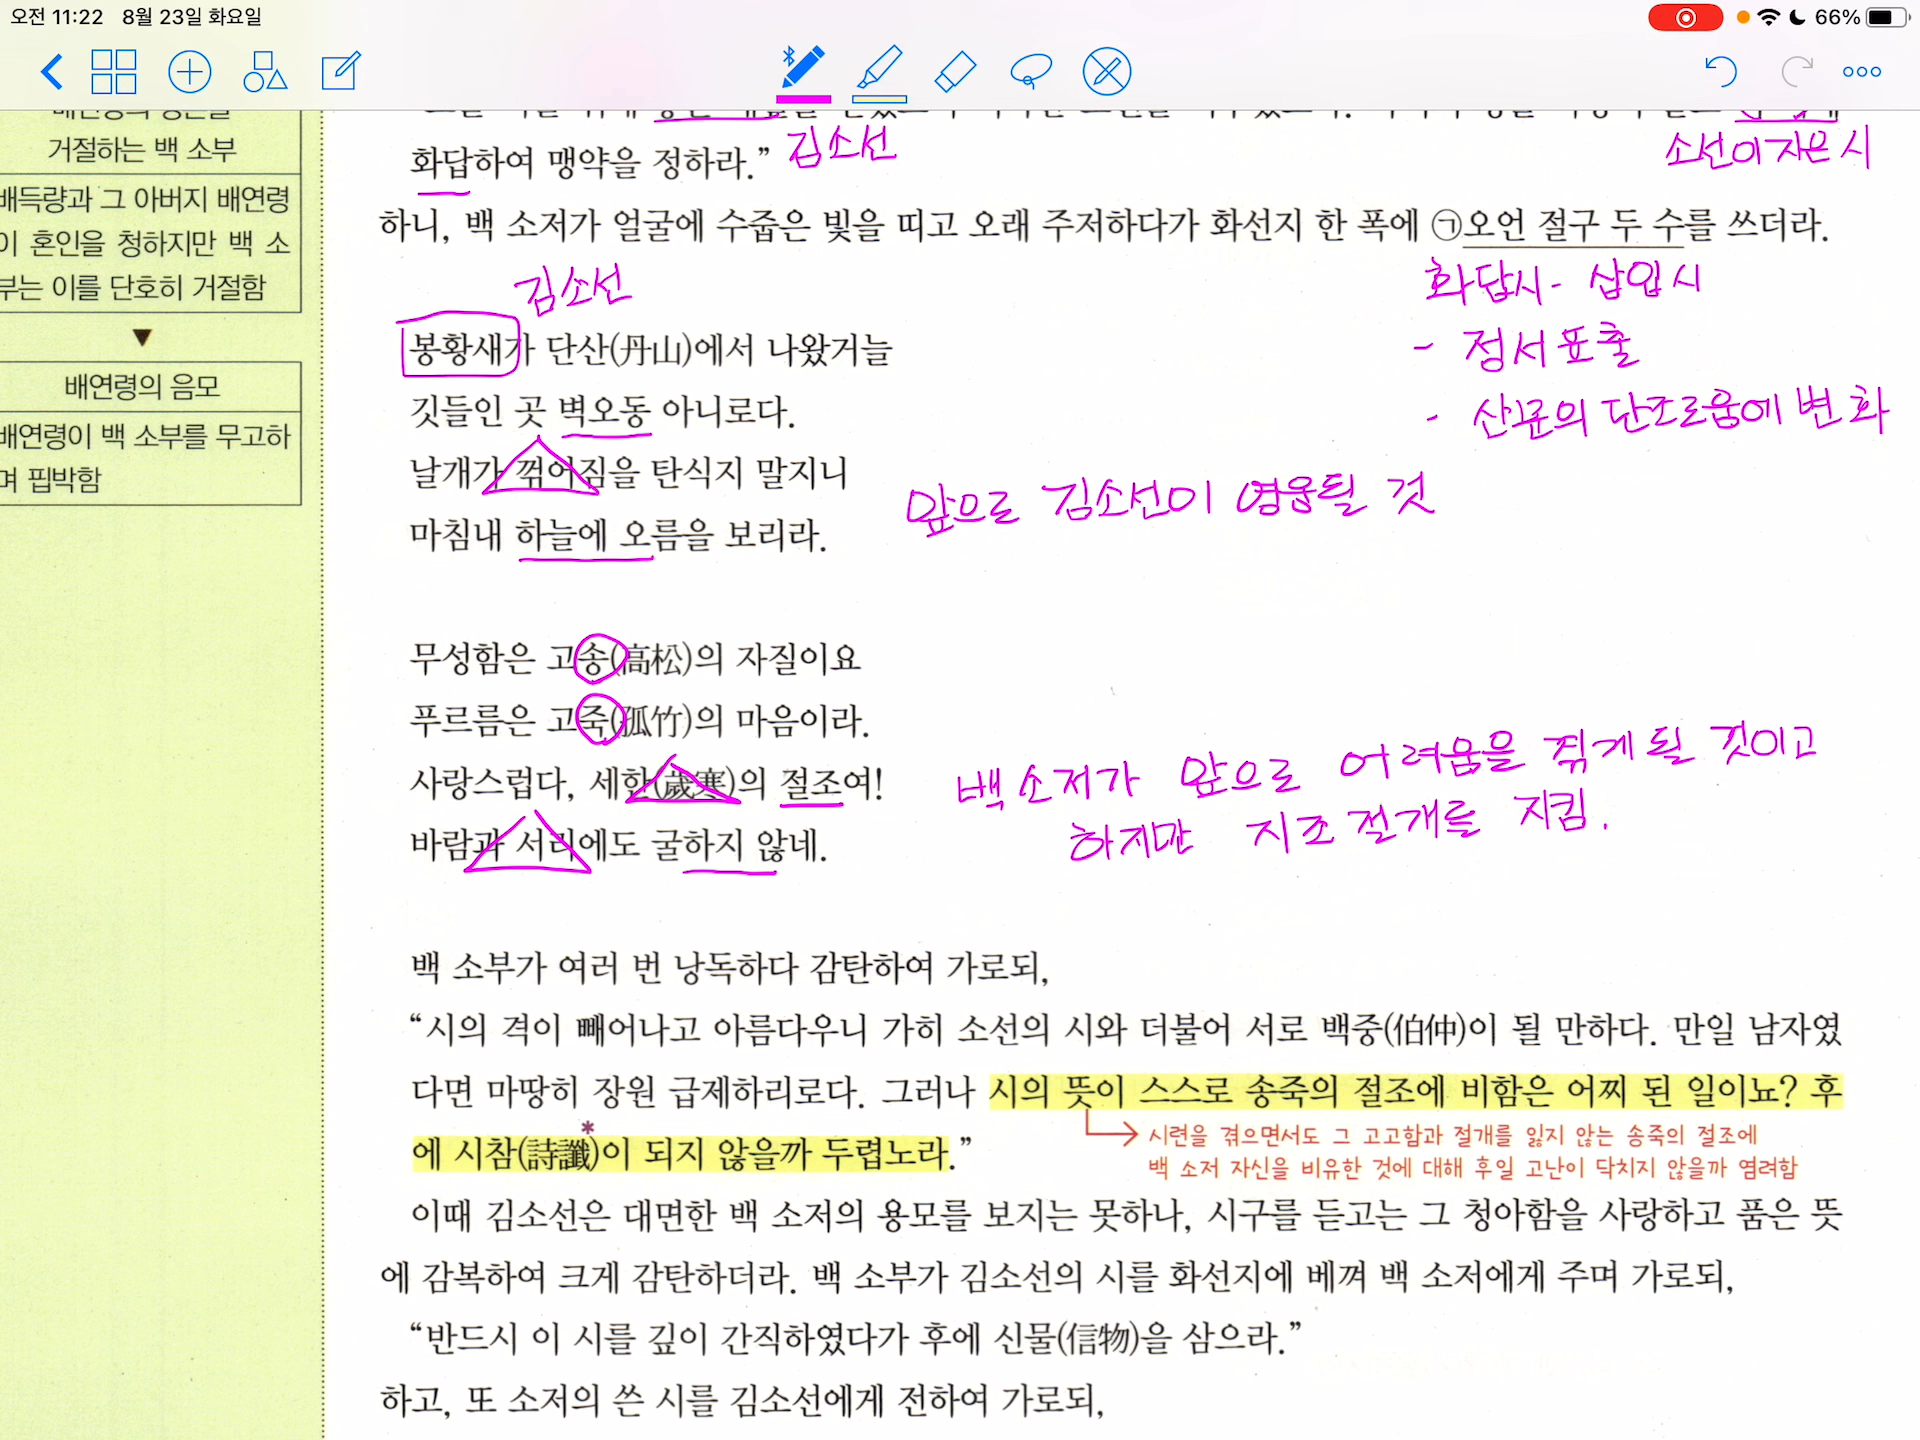 오전 11:22 8월 23일 화요일
66%
거절하는 백 소부
배득량과 그 아버지 배연령
이 혼인을 청하지만 백 소
부는 이를 단호히 거절함
▼
배연령의 음모
배연령이 백 소부를 무고하
며 핍박함
화답하여 맹약을 정하라.”
김소선
소선이 지은 시
하니, 백 소저가 얼굴에 수줍은 빛을 띠고 오래 주저하다가 화선지 한 폭에 ㉠오언 절구 두 수를 쓰더라.
김소선
화답시- 삽입시
- 정서표출
- 산문의 단조로움에 변화
봉황새가 단산(丹山)에서 나왔거늘
깃들인 곳 벽오동 아니로다.
날개가 꺾어짐을 탄식지 말지니
마침내 하늘에 오름을 보리라.
앞으로 김소선이 영웅될 것
무성함은 고송(高松)의 자질이요
푸르름은 고죽(孤竹)의 마음이라.
사랑스럽다, 세한(歲寒)의 절조여!
바람과 서리에도 굴하지 않네.
백소저가 앞으로 어려움을 겪게 될 것이고
하지만 지조 절개를 지킴.
백 소부가 여러 번 낭독하다 감탄하여 가로되,
“시의 격이 빼어나고 아름다우니 가히 소선의 시와 더불어 서로 백중(伯仲)이 될 만하다. 만일 남자였
다면 마땅히 장원 급제하리로다. 그러나 시의 뜻이 스스로 송죽의 절조에 비함은 어찌 된 일이뇨? 후
에 시참(詩讖)*이 되지 않을까 두렵노라.”
시련을 겪으면서도 그 고고함과 절개를 잃지 않는 송죽의 절조에
백 소저 자신을 비유한 것에 대해 후일 고난이 닥치지 않을까 염려함
이때 김소선은 대면한 백 소저의 용모를 보지는 못하나, 시구를 듣고는 그 청아함을 사랑하고 품은 뜻
에 감복하여 크게 감탄하더라. 백 소부가 김소선의 시를 화선지에 베껴 백 소저에게 주며 가로되,
“반드시 이 시를 깊이 간직하였다가 후에 신물(信物)을 삼으라.”
하고, 또 소저의 쓴 시를 김소선에게 전하여 가로되,